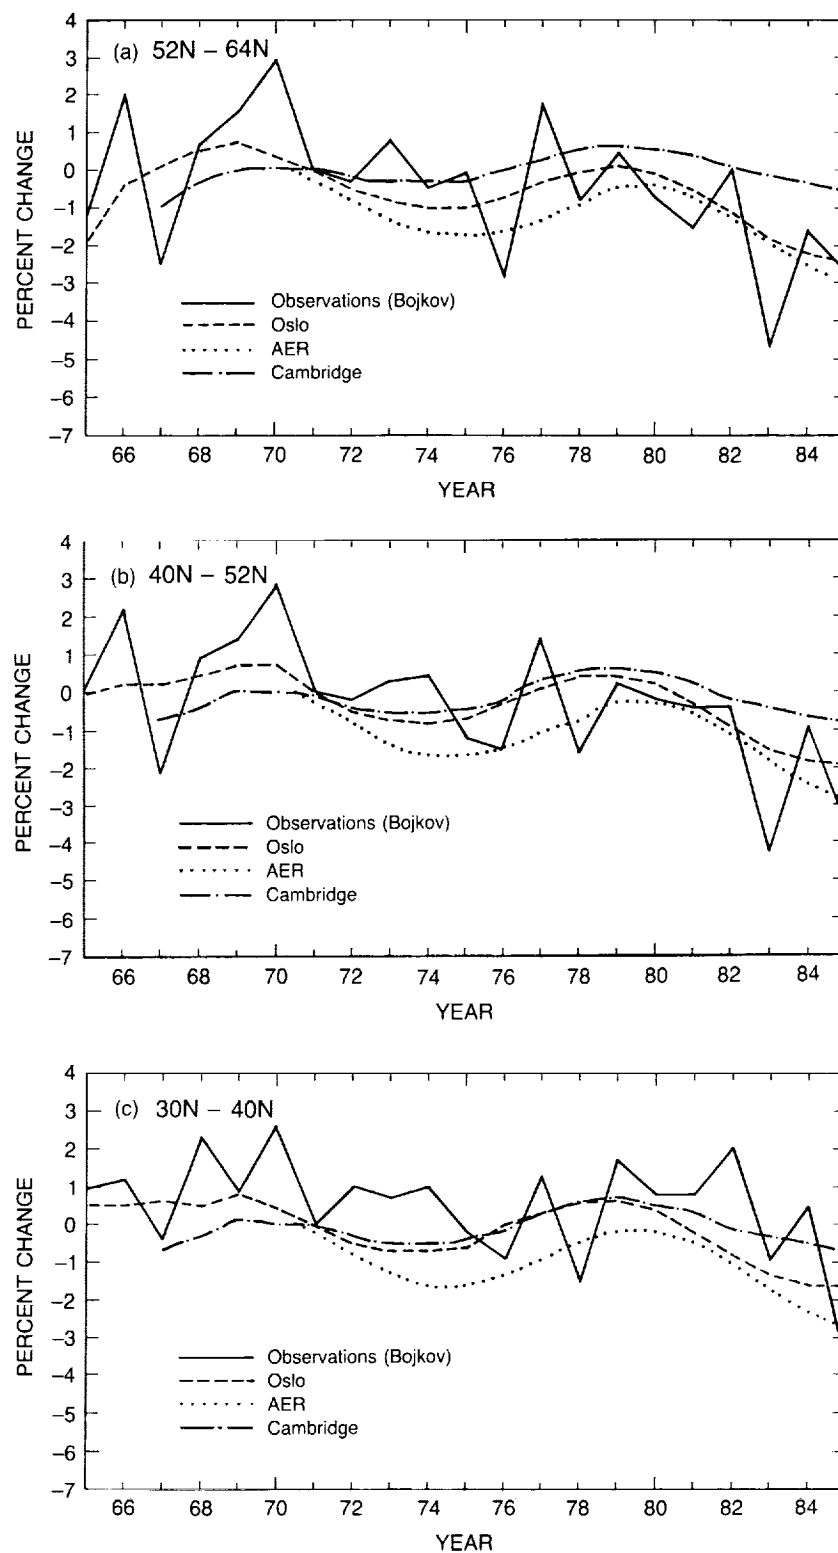 (a) 52N – 64N
4
3
2
1
0
–1
–2
–3
–4
–5
–6
–7
PERCENT CHANGE
Observations (Bojkov)
Oslo
AER
Cambridge
66 68 70 72 74 76 78 80 82 84
YEAR
(b) 40N – 52N
4
3
2
1
0
–1
–2
–3
–4
–5
–6
–7
PERCENT CHANGE
Observations (Bojkov)
Oslo
AER
Cambridge
66 68 70 72 74 76 78 80 82 84
YEAR
(c) 30N – 40N
4
3
2
1
0
–1
–2
–3
–4
–5
–6
–7
PERCENT CHANGE
Observations (Bojkov)
Oslo
AER
Cambridge
66 68 70 72 74 76 78 80 82 84
YEAR